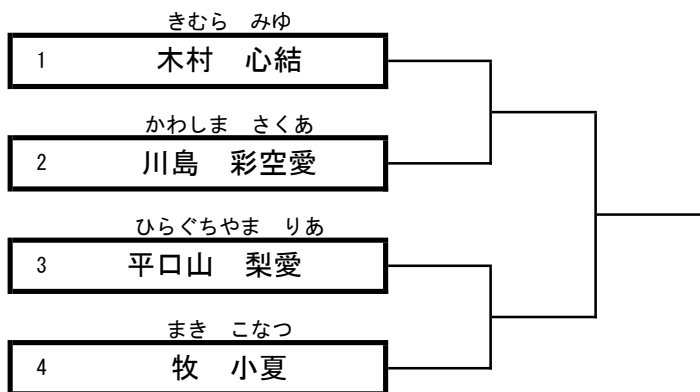 きむら　みゆ
1　木村　心結
かわしま　さくあ
2　川島　彩空愛
ひらぐちやま　りあ
3　平口山　梨愛
まき　こなつ
4　牧　小夏